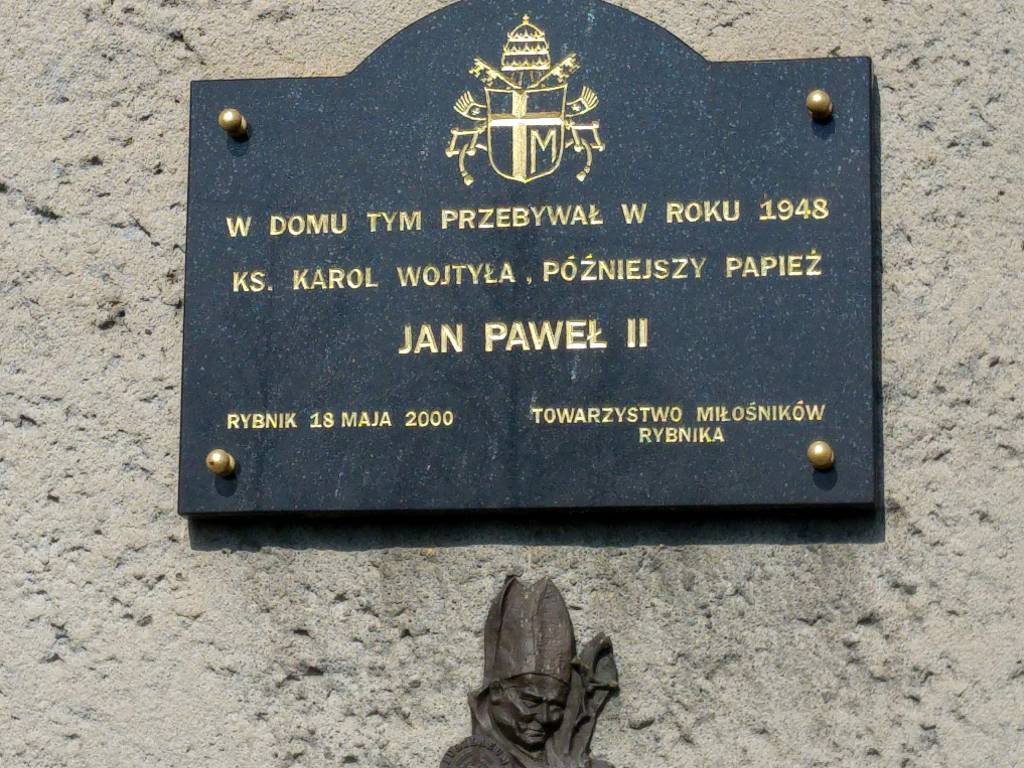 M
W DOMU TYM PRZEBYWAŁ W ROKU 1948
KS. KAROL WOJTYŁA, PÓŹNIEJSZY PAPIEŻ
JAN PAWEŁ II
RYBNIK 18 MAJA 2000
TOWARZYSTWO MIŁOŚNIKÓW
RYBNIKA